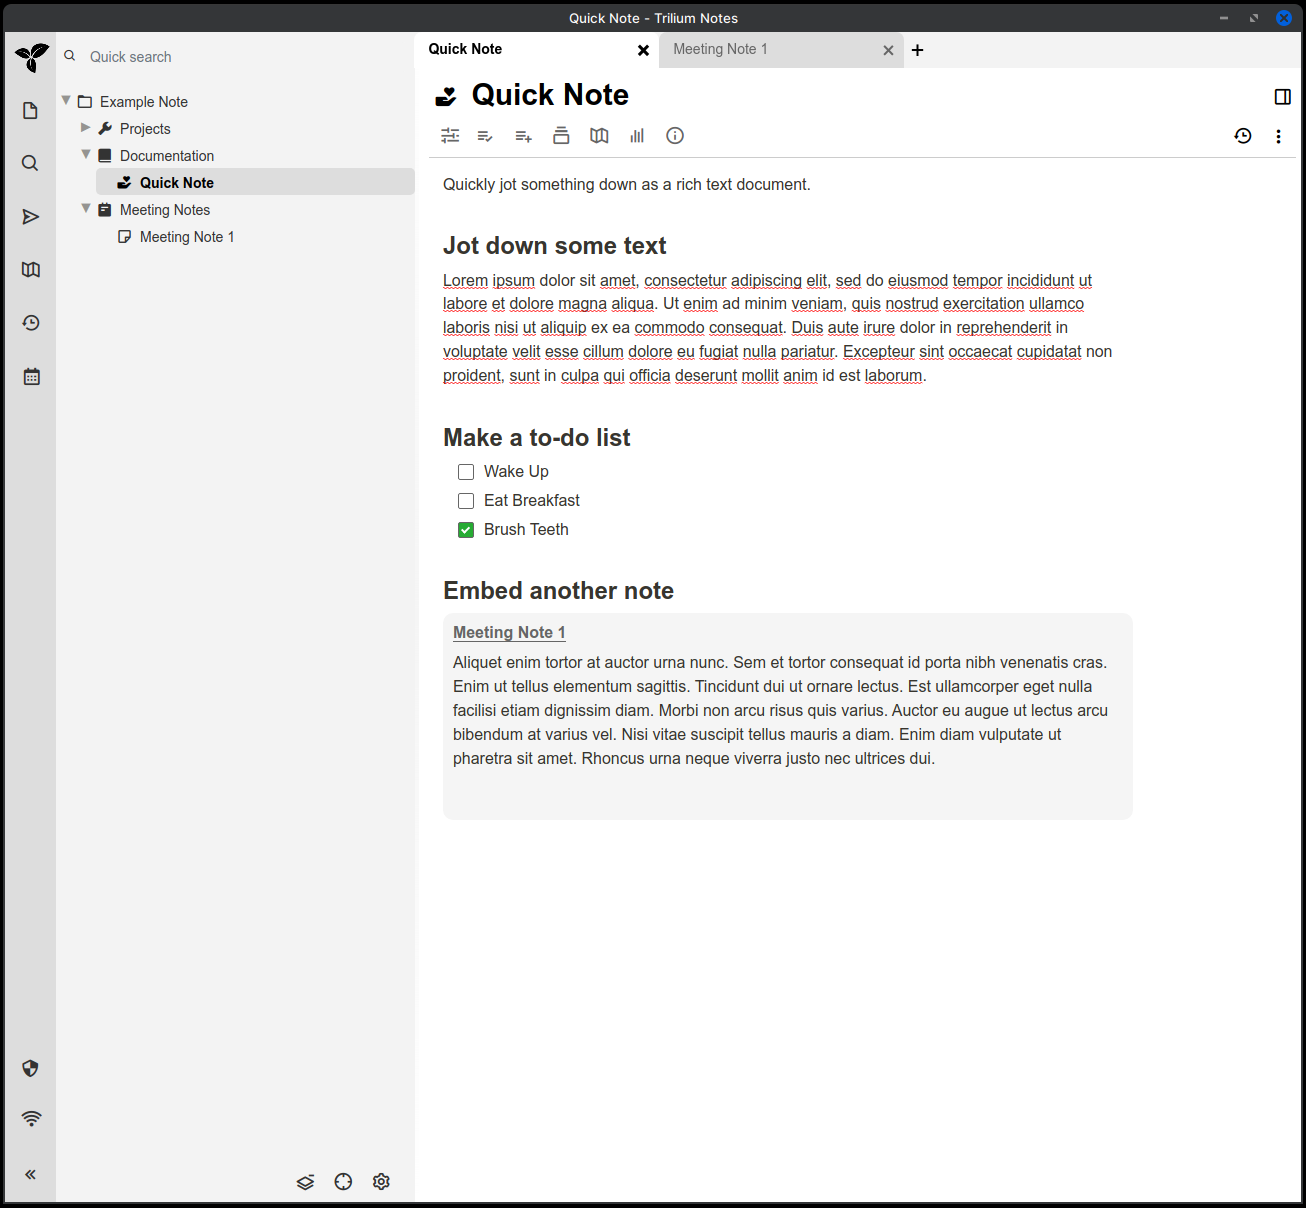 Quick Note - Trilium Notes
Quick search
Example Note
Projects
Documentation
Quick Note
Meeting Notes
Meeting Note 1
Quick Note
Meeting Note 1
Quick Note
Quickly jot something down as a rich text document.
Jot down some text
Lorem ipsum dolor sit amet, consectetur adipiscing elit, sed do eiusmod tempor incididunt ut
labore et dolore magna aliqua. Ut enim ad minim veniam, quis nostrud exercitation ullamco
laboris nisi ut aliquip ex ea commodo consequat. Duis aute irure dolor in reprehenderit in
voluptate velit esse cillum dolore eu fugiat nulla pariatur. Excepteur sint occaecat cupidatat non
proident, sunt in culpa qui officia deserunt mollit anim id est laborum.
Make a to-do list
Wake Up
Eat Breakfast
Brush Teeth
Embed another note
Meeting Note 1
Aliquet enim tortor at auctor urna nunc. Sem et tortor consequat id porta nibh venenatis cras.
Enim ut tellus elementum sagittis. Tincidunt dui ut ornare lectus. Est ullamcorper eget nulla
facilisi etiam dignissim diam. Morbi non arcu risus quis varius. Auctor eu augue ut lectus arcu
bibendum at varius vel. Nisi vitae suscipit tellus mauris a diam. Enim diam vulputate ut
pharetra sit amet. Rhoncus urna neque viverra justo nec ultrices dui.